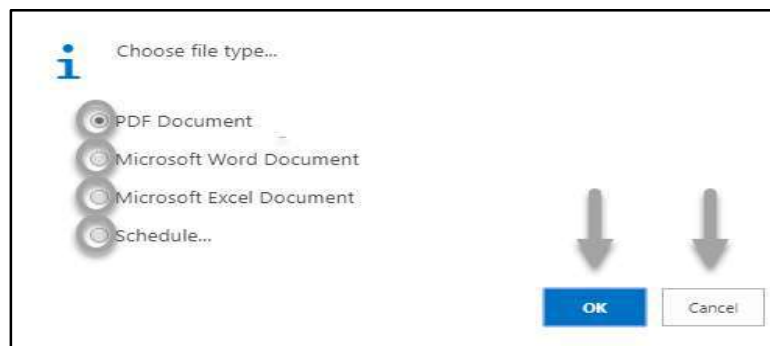 Choose file type...
PDF Document
Microsoft Word Document
Microsoft Excel Document
Schedule...
OK
Cancel